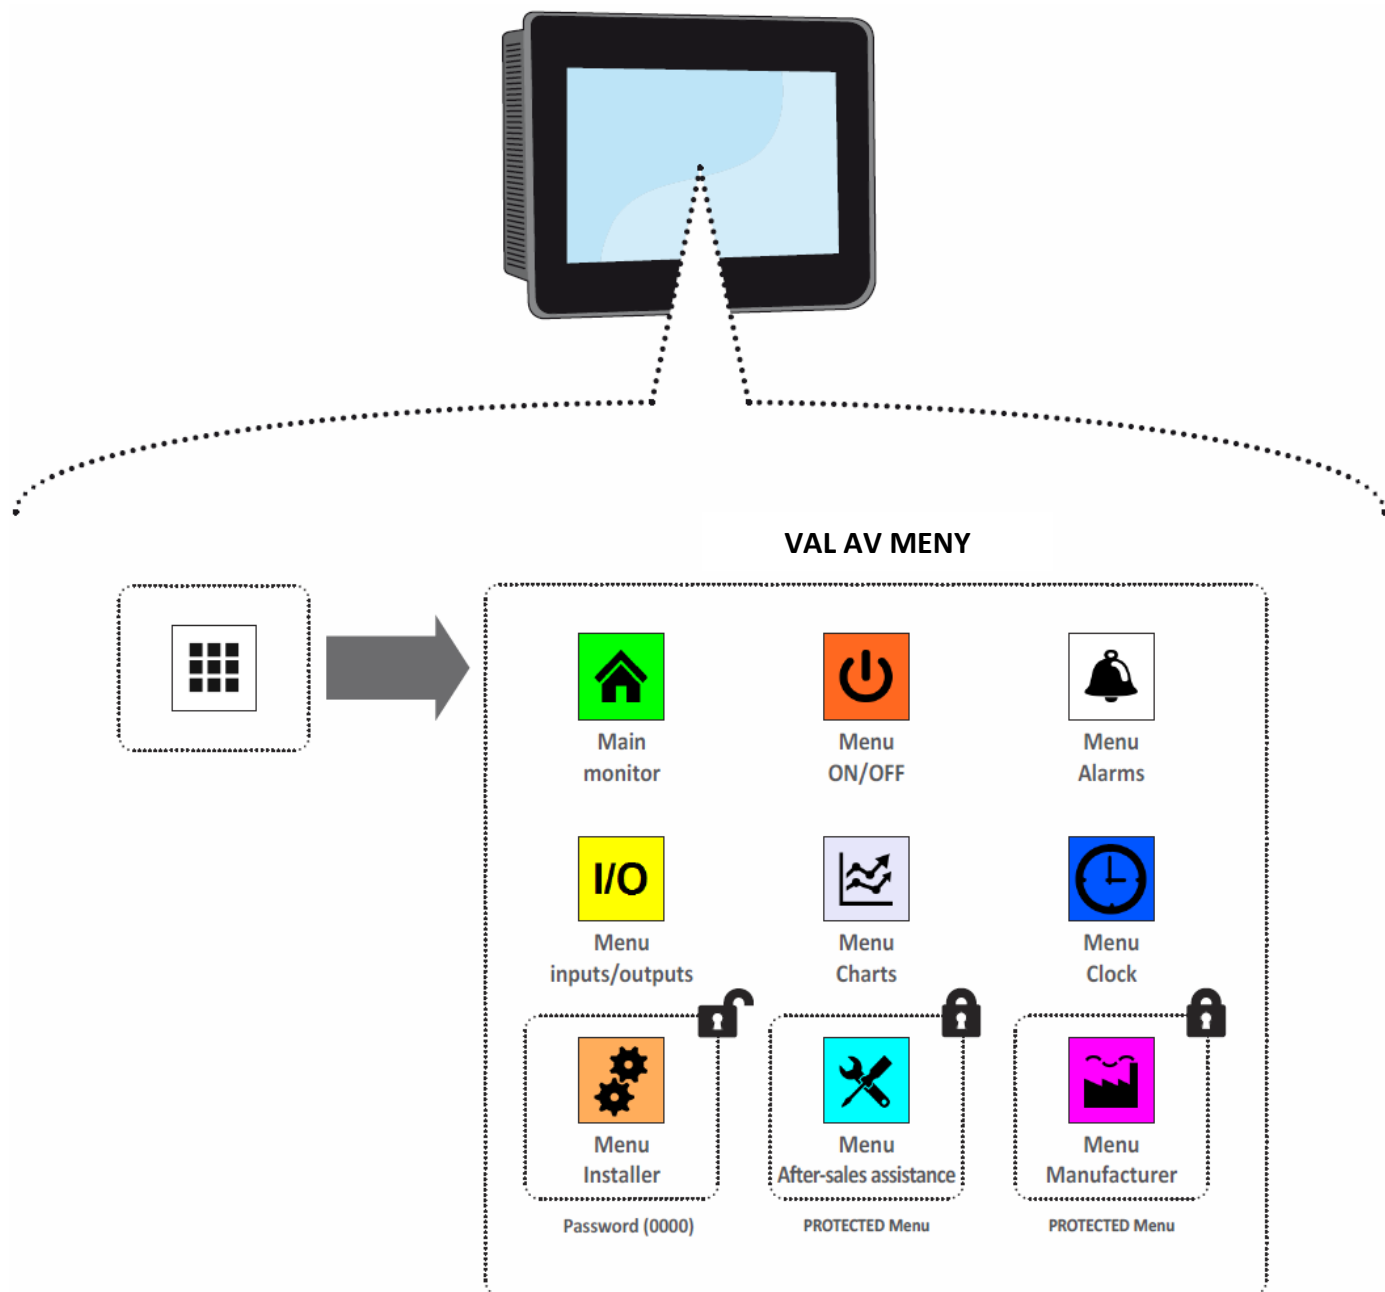 VAL AV MENY
Main
monitor
Menu
ON/OFF
Menu
Alarms
I/O
Menu
inputs/outputs
Menu
Charts
Menu
Clock
Menu
Installer
Menu
After-sales assistance
Menu
Manufacturer
Password (0000)
PROTECTED Menu
PROTECTED Menu